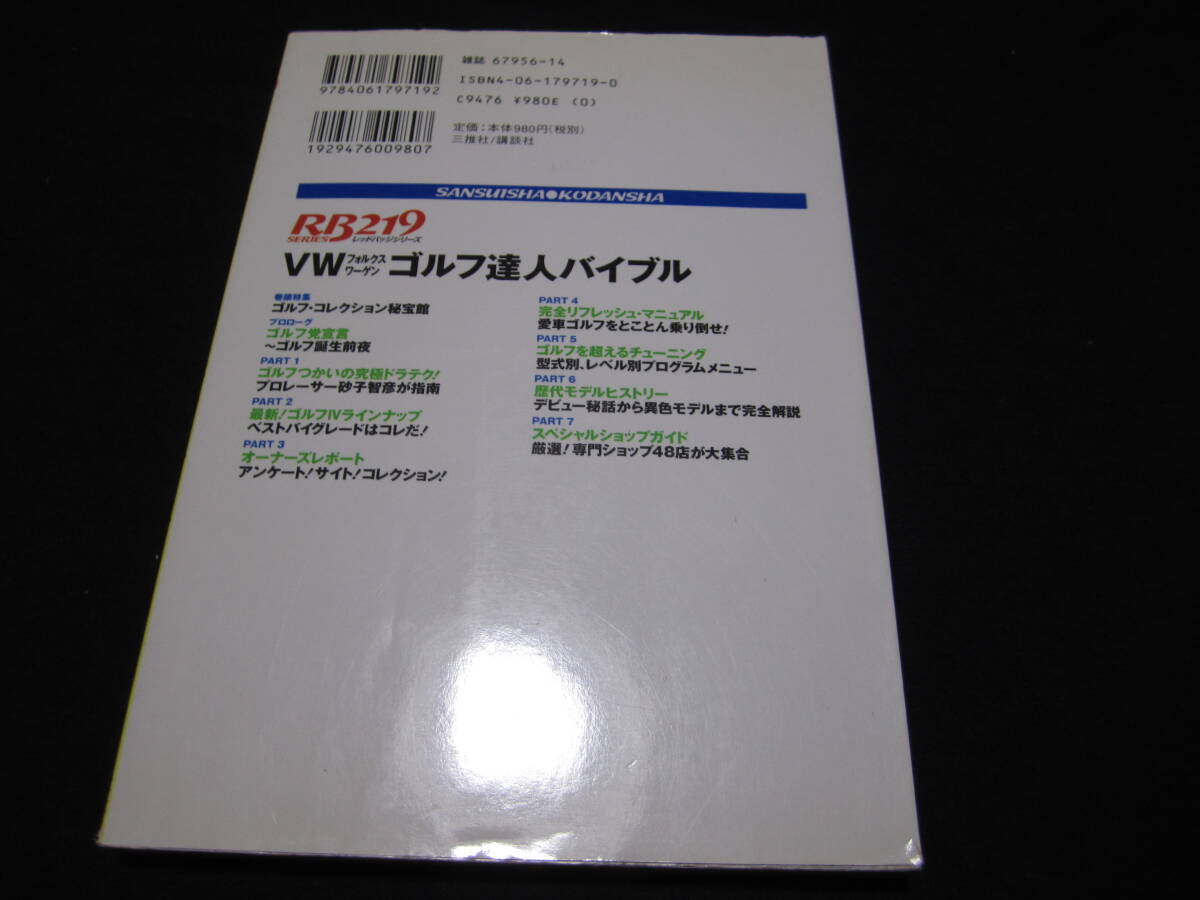 9784061797192
雑誌 67956-14
ISBN4-06-179719-0
C9476 ¥980E (0)
1929476009807
定価:本体980円(税別)
三推社/講談社
SANSUISHA●KODANSHA
RB219
SERIES レッドバッジシリーズ
VWフォルクスワーゲン ゴルフ達人バイブル
巻頭特集
ゴルフ・コレクション秘宝館
プロローグ
ゴルフ党宣言
~ゴルフ誕生前夜
PART 1
ゴルフつかいの究極ドラテク!
プロレーサー砂子智彦が指南
PART 2
最新!ゴルフIVラインナップ
ベストバイグレードはコレだ!
PART 3
オーナーズレポート
アンケート!サイト!コレクション!
PART 4
完全リフレッシュ・マニュアル
愛車ゴルフをとことん乗り倒せ!
PART 5
ゴルフを超えるチューニング
型式別、レベル別プログラムメニュー
PART 6
歴代モデルヒストリー
デビュー秘話から異色モデルまで完全解説
PART 7
スペシャルショップガイド
厳選!専門ショップ48店が大集合